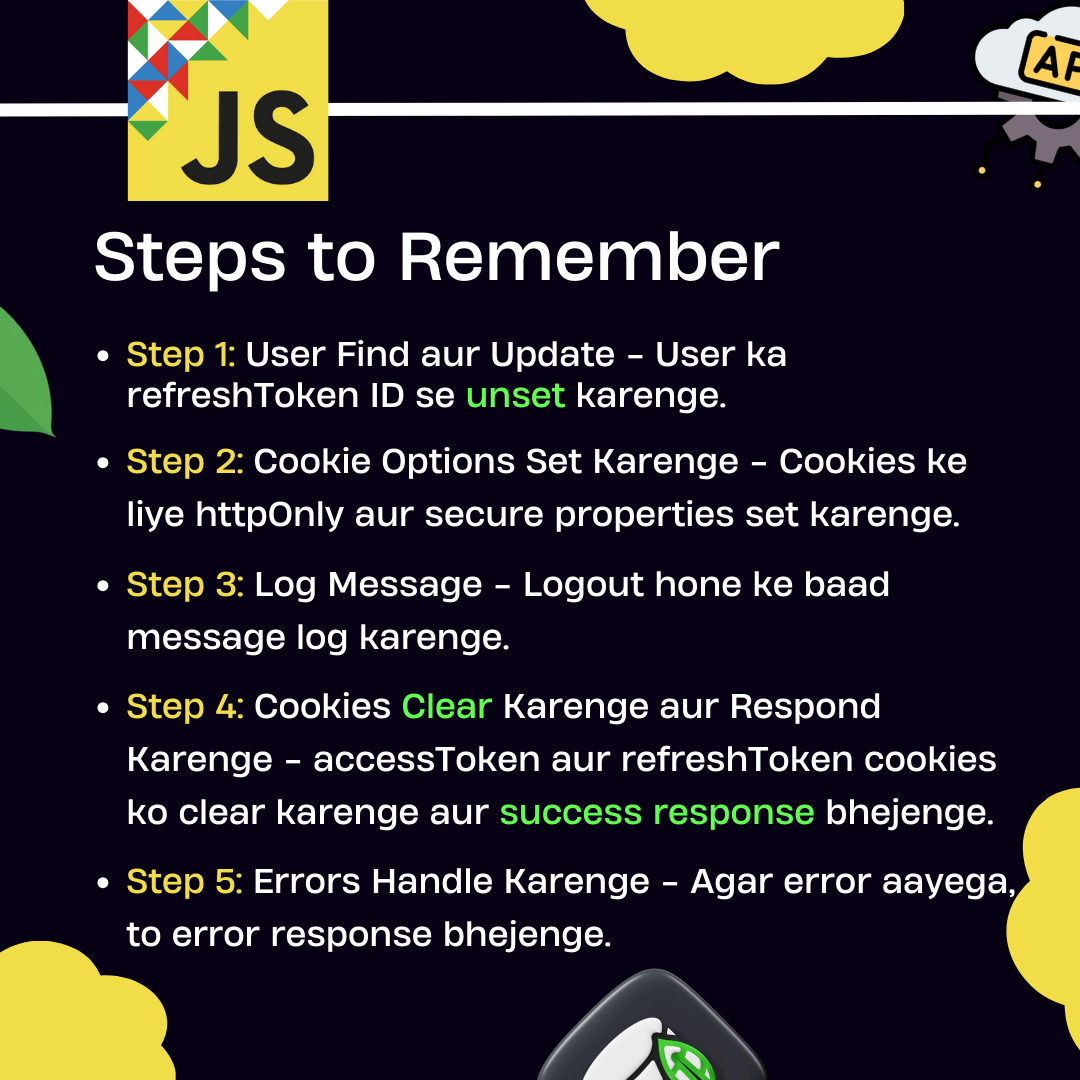 JS
AP
Steps to Remember
• Step 1: User Find aur Update – User ka
refreshToken ID se unset karenge.
• Step 2: Cookie Options Set Karenge – Cookies ke
liye httpOnly aur secure properties set karenge.
• Step 3: Log Message – Logout hone ke baad
message log karenge.
• Step 4: Cookies Clear Karenge aur Respond
Karenge – accessToken aur refreshToken cookies
ko clear karenge aur success response bhejenge.
• Step 5: Errors Handle Karenge – Agar error aayega,
to error response bhejenge.